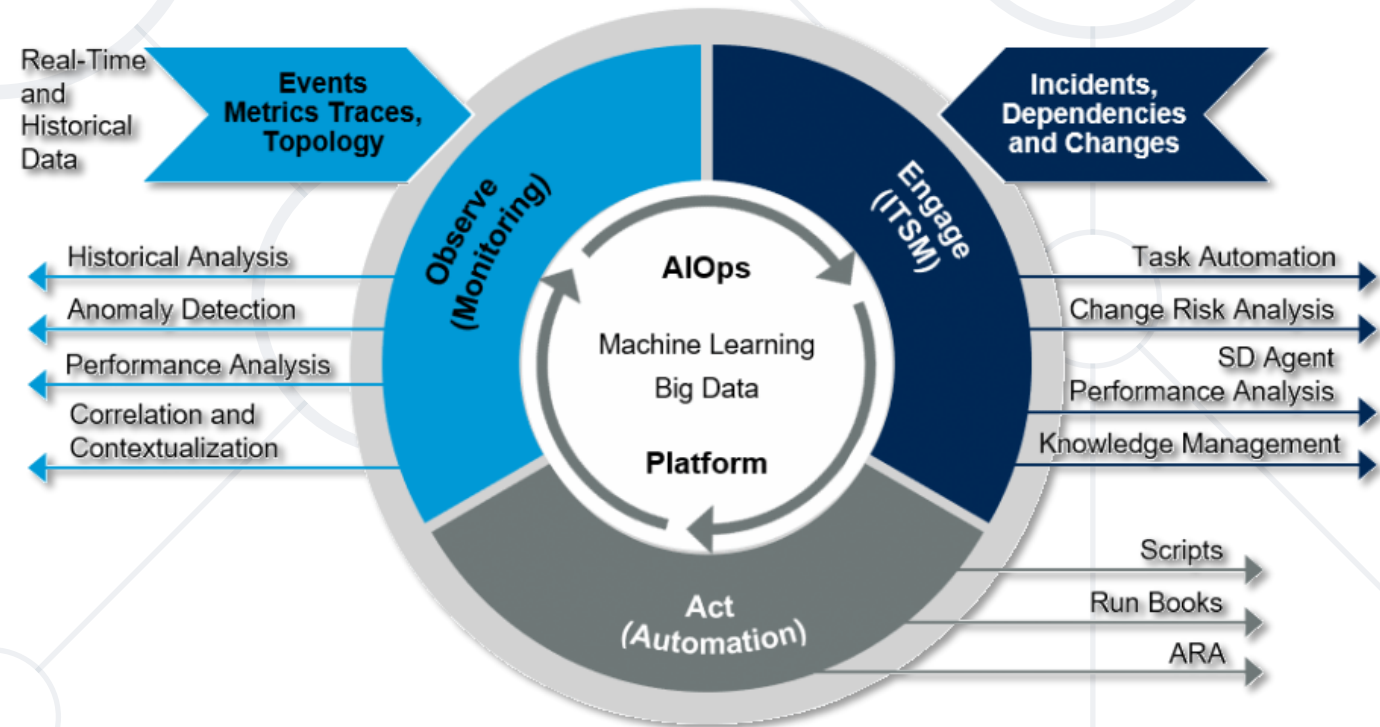 Real-Time
and
Historical
Data
Events
Metrics Traces,
Topology
Incidents,
Dependencies
and Changes
Observe
(Monitoring)
Engage
(ITSM)
Historical Analysis
Anomaly Detection
Performance Analysis
Correlation and
Contextualization
AIOps
Machine Learning
Big Data
Platform
Task Automation
Change Risk Analysis
SD Agent
Performance Analysis
Knowledge Management
Act
(Automation)
Scripts
Run Books
ARA